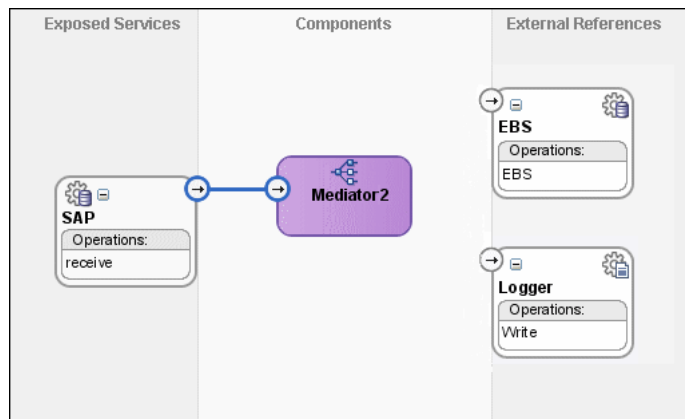 Exposed Services
Components
External References
SAP
Operations:
receive
Mediator2
EBS
Operations:
EBS
Logger
Operations:
Write